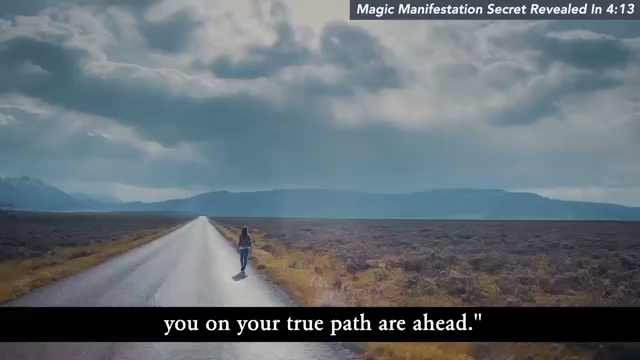 Magic Manifestation Secret Revealed In 4:13
you on your true path are ahead."